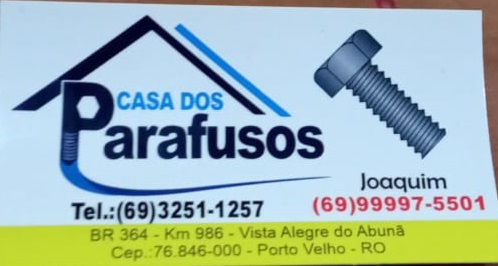 CASA DOS
Parafusos
Joaquim
Tel.:(69)3251-1257
(69)99997-5501
BR 364 - Km 986 - Vista Alegre do Abunã
Cep.:76.846-000 - Porto Velho - RO